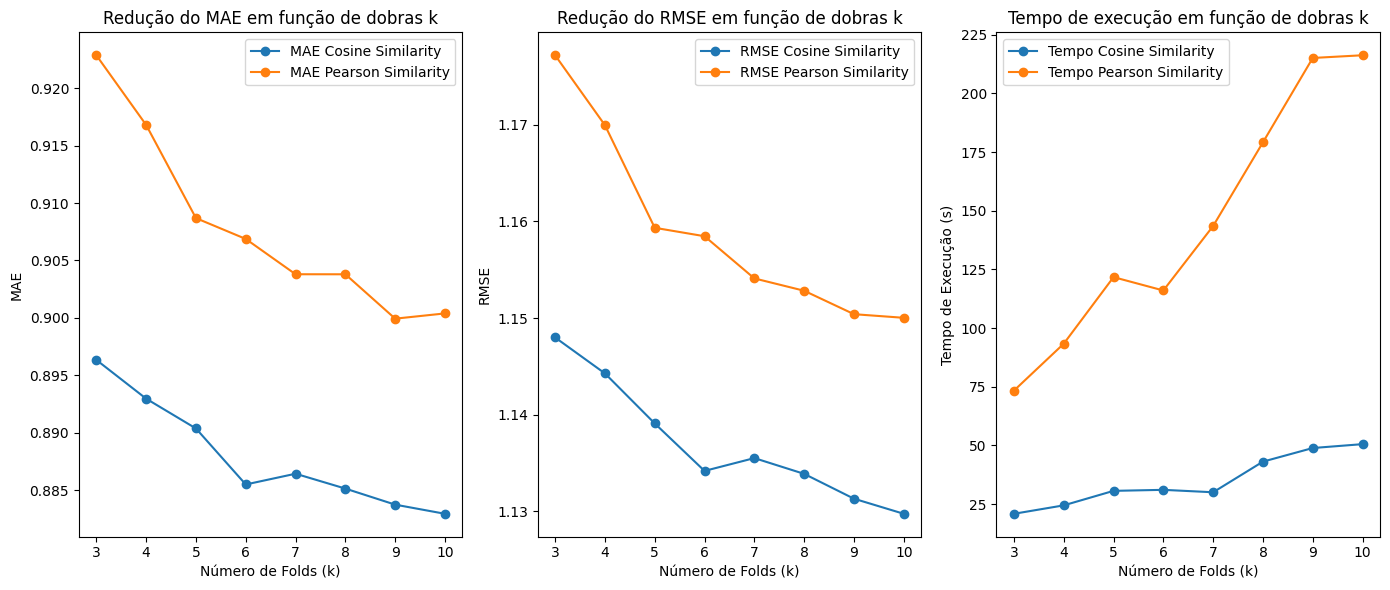 Redução do MAE em função de dobras k
MAE Cosine Similarity
MAE Pearson Similarity
MAE
0.920
0.915
0.910
0.905
0.900
0.895
0.890
0.885
3 4 5 6 7 8 9 10
Número de Folds (k)
Redução do RMSE em função de dobras k
RMSE Cosine Similarity
RMSE Pearson Similarity
RMSE
1.17
1.16
1.15
1.14
1.13
3 4 5 6 7 8 9 10
Número de Folds (k)
Tempo de execução em função de dobras k
Tempo Cosine Similarity
Tempo Pearson Similarity
Tempo de Execução (s)
225
200
175
150
125
100
75
50
25
3 4 5 6 7 8 9 10
Número de Folds (k)